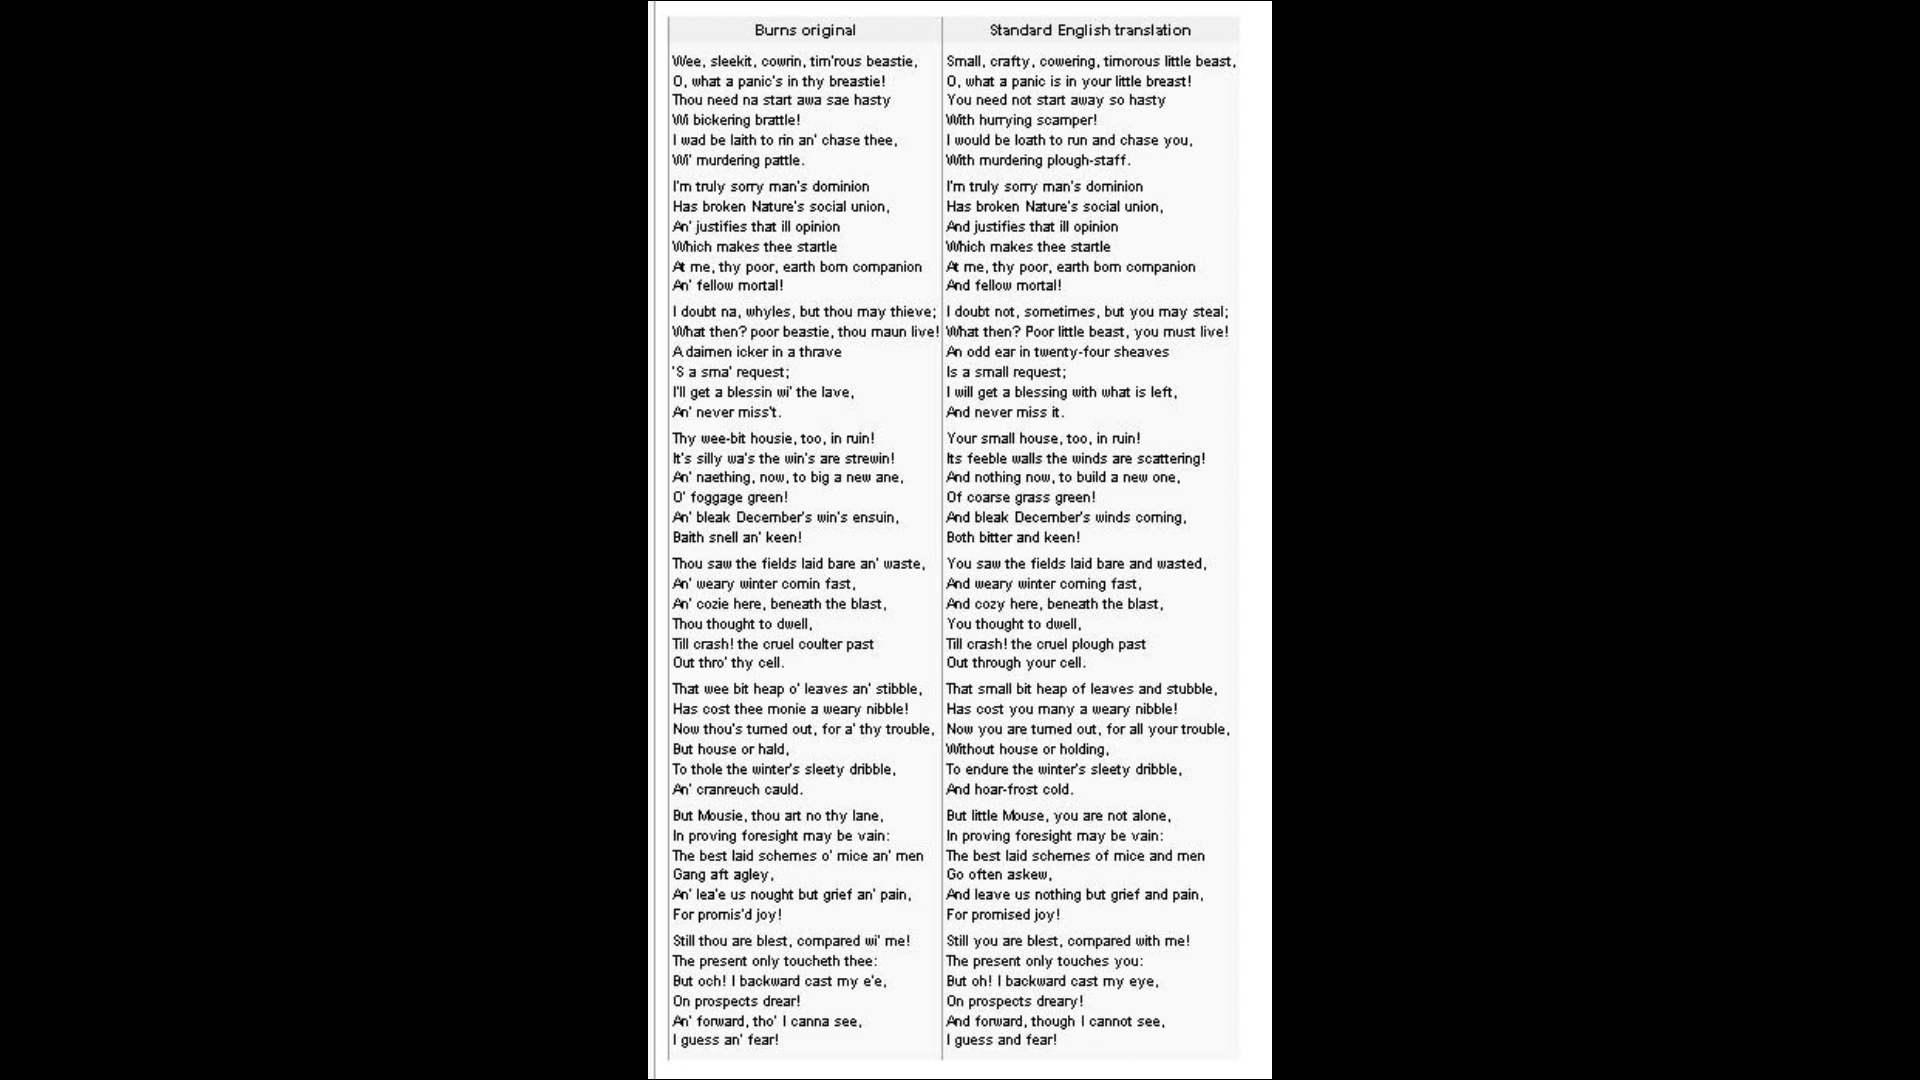 Burns original
Wee, sleekit, cowrin, tim'rous beastie,
O, what a panic's in thy breastie!
Thou need na start awa sae hasty
Wi bickering brattle!
I wad be laith to rin an' chase thee,
Wi' murdering pattle.
I'm truly sorry man's dominion
Has broken Nature's social union,
An' justifies that ill opinion
Which makes thee startle
At me, thy poor, earth born companion
An' fellow mortal!
I doubt na, whyles, but thou may thieve;
What then? poor beastie, thou maun live!
A daimen icker in a thrave
'S a sma' request;
I'll get a blessin wi' the lave,
An' never miss't.
Thy wee-bit housie, too, in ruin!
It's silly wa's the win's are strewin!
An' naething, now, to big a new ane,
O' foggage green!
An' bleak December's win's ensuin,
Baith snell an' keen!
Thou saw the fields laid bare an' waste,
An' weary winter comin fast,
An' cozie here, beneath the blast,
Thou thought to dwell,
Till crash! the cruel coulter past
Out thro' thy cell.
That wee bit heap o' leaves an' stibble,
Has cost thee monie a weary nibble!
Now thou's turned out, for a' thy trouble,
But house or hald,
To thole the winter's sleety dribble,
An' cranreuch cauld.
But Mousie, thou art no thy lane,
In proving foresight may be vain:
The best laid schemes o' mice an' men
Gang aft agley,
An' lea'e us nought but grief an' pain,
For promis'd joy!
Still thou are blest, compared wi' me!
The present only toucheth thee:
But och! I backward cast my e'e,
On prospects drear!
An' forward, tho' I canna see,
I guess an' fear!
Standard English translation
Small, crafty, cowering, timorous little beast,
O, what a panic is in your little breast!
You need not start away so hasty
With hurrying scamper!
I would be loath to run and chase you,
With murdering plough-staff.
I'm truly sorry man's dominion
Has broken Nature's social union,
And justifies that ill opinion
Which makes thee startle
At me, thy poor, earth born companion
And fellow mortal!
I doubt not, sometimes, but you may steal;
What then? Poor little beast, you must live!
An odd ear in twenty-four sheaves
Is a small request;
I will get a blessing with what is left,
And never miss it.
Your small house, too, in ruin!
Its feeble walls the winds are scattering!
And nothing now, to build a new one,
Of coarse grass green!
And bleak December's winds coming,
Both bitter and keen!
You saw the fields laid bare and wasted,
And weary winter coming fast,
And cozy here, beneath the blast,
You thought to dwell,
Till crash! the cruel plough past
Out through your cell.
That small bit heap of leaves and stubble,
Has cost you many a weary nibble!
Now you are turned out, for all your trouble,
Without house or holding,
To endure the winter's sleety dribble,
And hoar-frost cold.
But little Mouse, you are not alone,
In proving foresight may be vain:
The best laid schemes of mice and men
Go often askew,
And leave us nothing but grief and pain,
For promised joy!
Still you are blest, compared with me!
The present only touches you:
But oh! I backward cast my eye,
On prospects dreary!
And forward, though I cannot see,
I guess and fear!